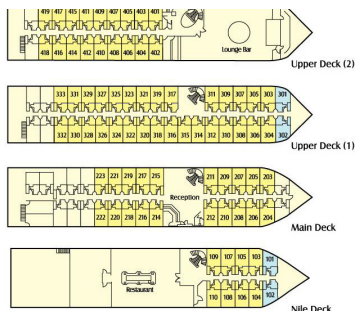 419 417 415 411 409 407 405 403 401
Lounge Bar
418 416 414 412 410 408 406 404 402
Upper Deck (2)
333 331 329 327 325 323 321 319 317 311 309 307 305 303 301
332 330 328 326 324 322 320 318 316 315 314 312 310 308 306 304 302
Upper Deck (1)
223 221 219 217 215 211 209 207 205 203
Reception
222 220 218 216 214 212 210 208 206 204
Main Deck
109 107 105 103 101
Restaurant
110 108 106 104 102
Nile Deck